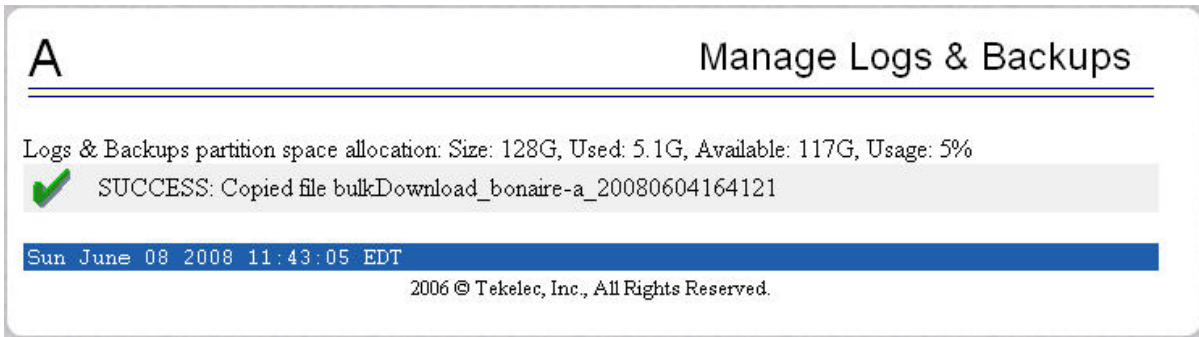 A
Manage Logs & Backups
Logs & Backups partition space allocation: Size: 128G, Used: 5.1G, Available: 117G, Usage: 5%
SUCCESS: Copied file bulkDownload_bonaire-a_20080604164121
Sun June 08 2008 11:43:05 EDT
2006 © Tekelec, Inc., All Rights Reserved.